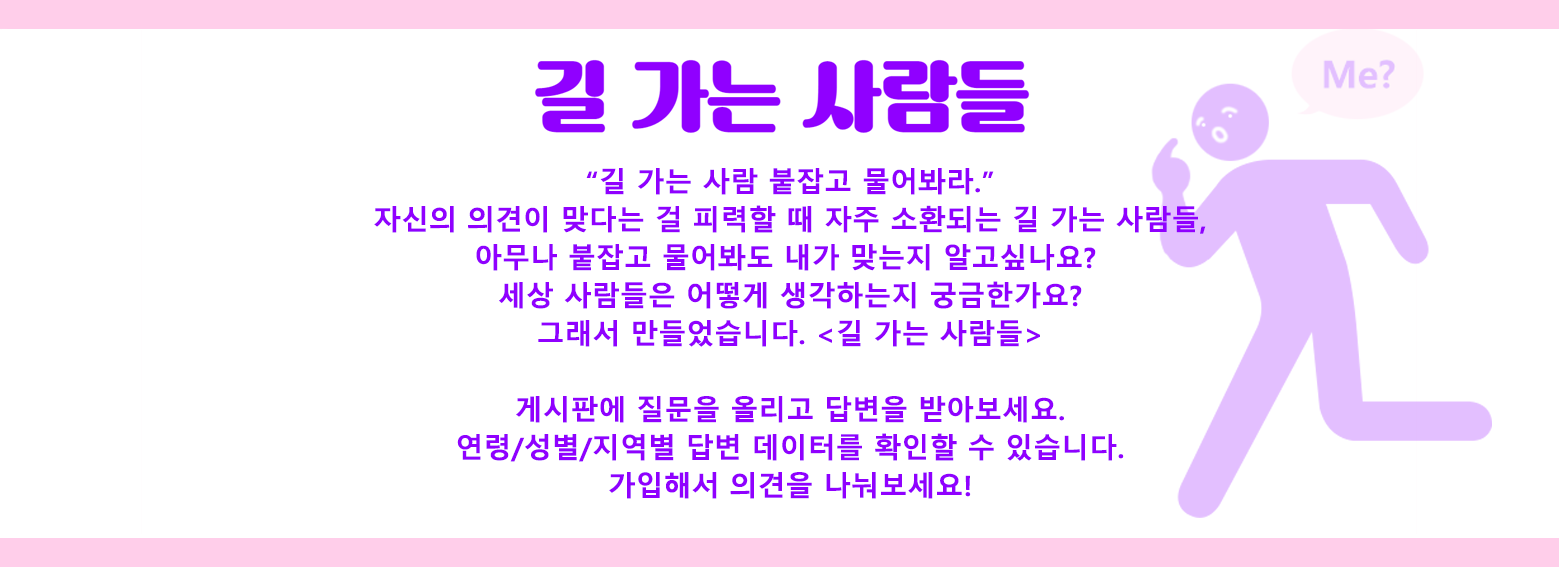 길 가는 사람들
Me?
“길 가는 사람 붙잡고 물어봐라.”
자신의 의견이 맞다는 걸 피력할 때 자주 소환되는 길 가는 사람들,
아무나 붙잡고 물어봐도 내가 맞는지 알고싶나요?
세상 사람들은 어떻게 생각하는지 궁금한가요?
그래서 만들었습니다. <길 가는 사람들>
게시판에 질문을 올리고 답변을 받아보세요.
연령/성별/지역별 답변 데이터를 확인할 수 있습니다.
가입해서 의견을 나눠보세요!